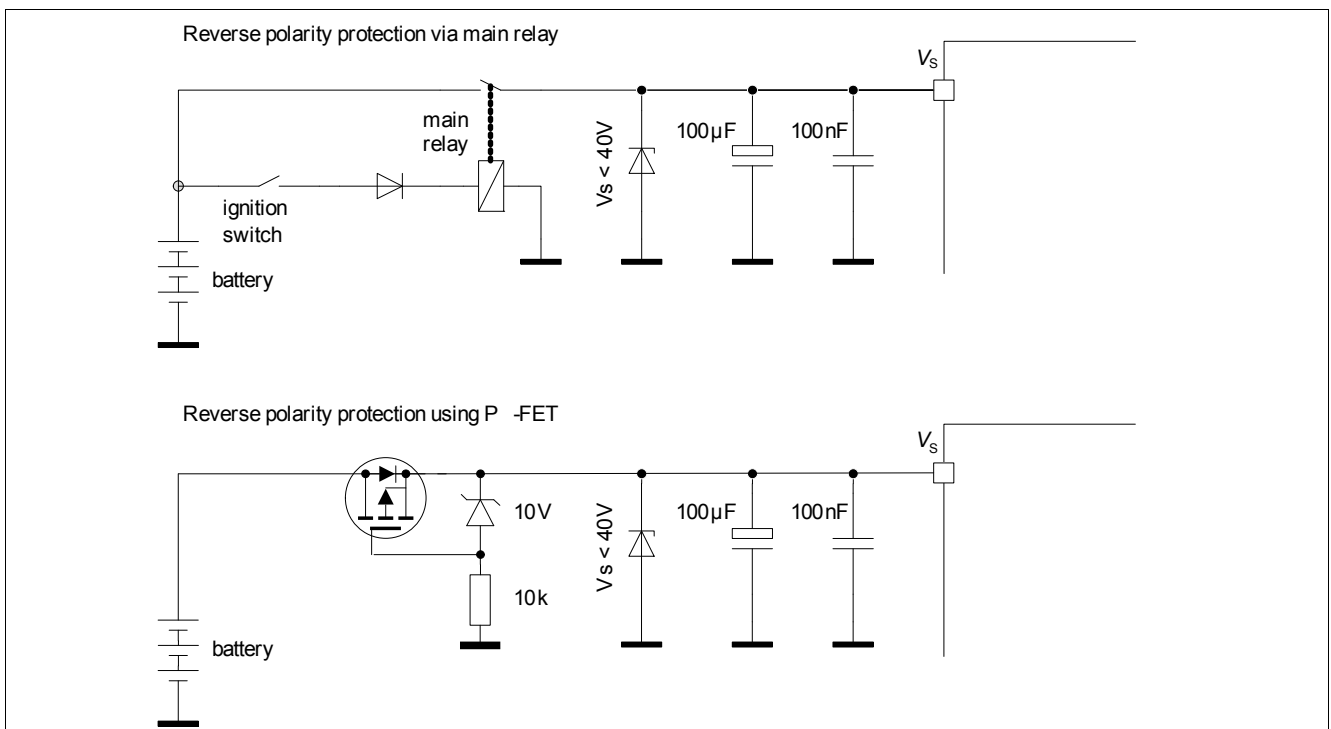 Reverse polarity protection via main relay
VS
main
relay
Vs < 40V
100µF
100nF
ignition
switch
battery
Reverse polarity protection using P -FET
VS
10V
Vs < 40V
100µF
100nF
10k
battery